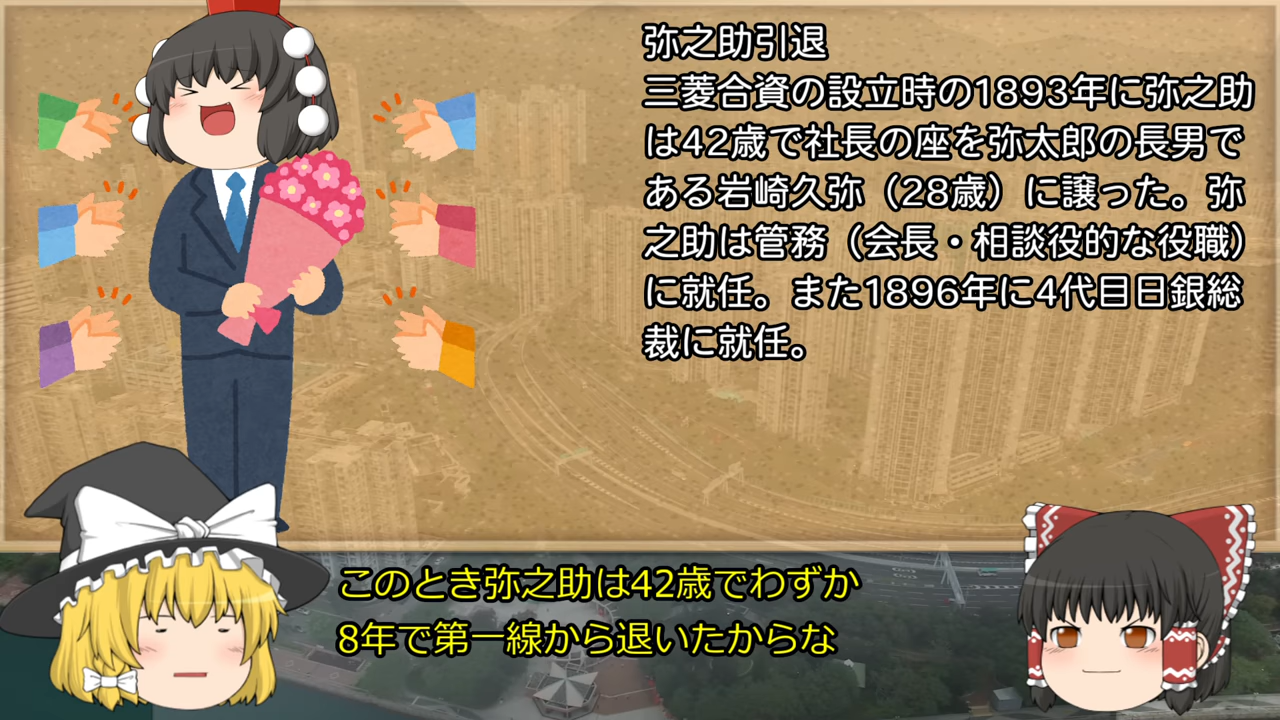 弥之助引退
三菱合資の設立時の1893年に弥之助
は42歳で社長の座を弥太郎の長男で
ある岩崎久弥（28歳）に譲った。弥
之助は管務（会長・相談役的な役職）
に就任。また1896年に4代目日銀総
裁に就任。
このとき弥之助は42歳でわずか
8年で第一線から退いたからな